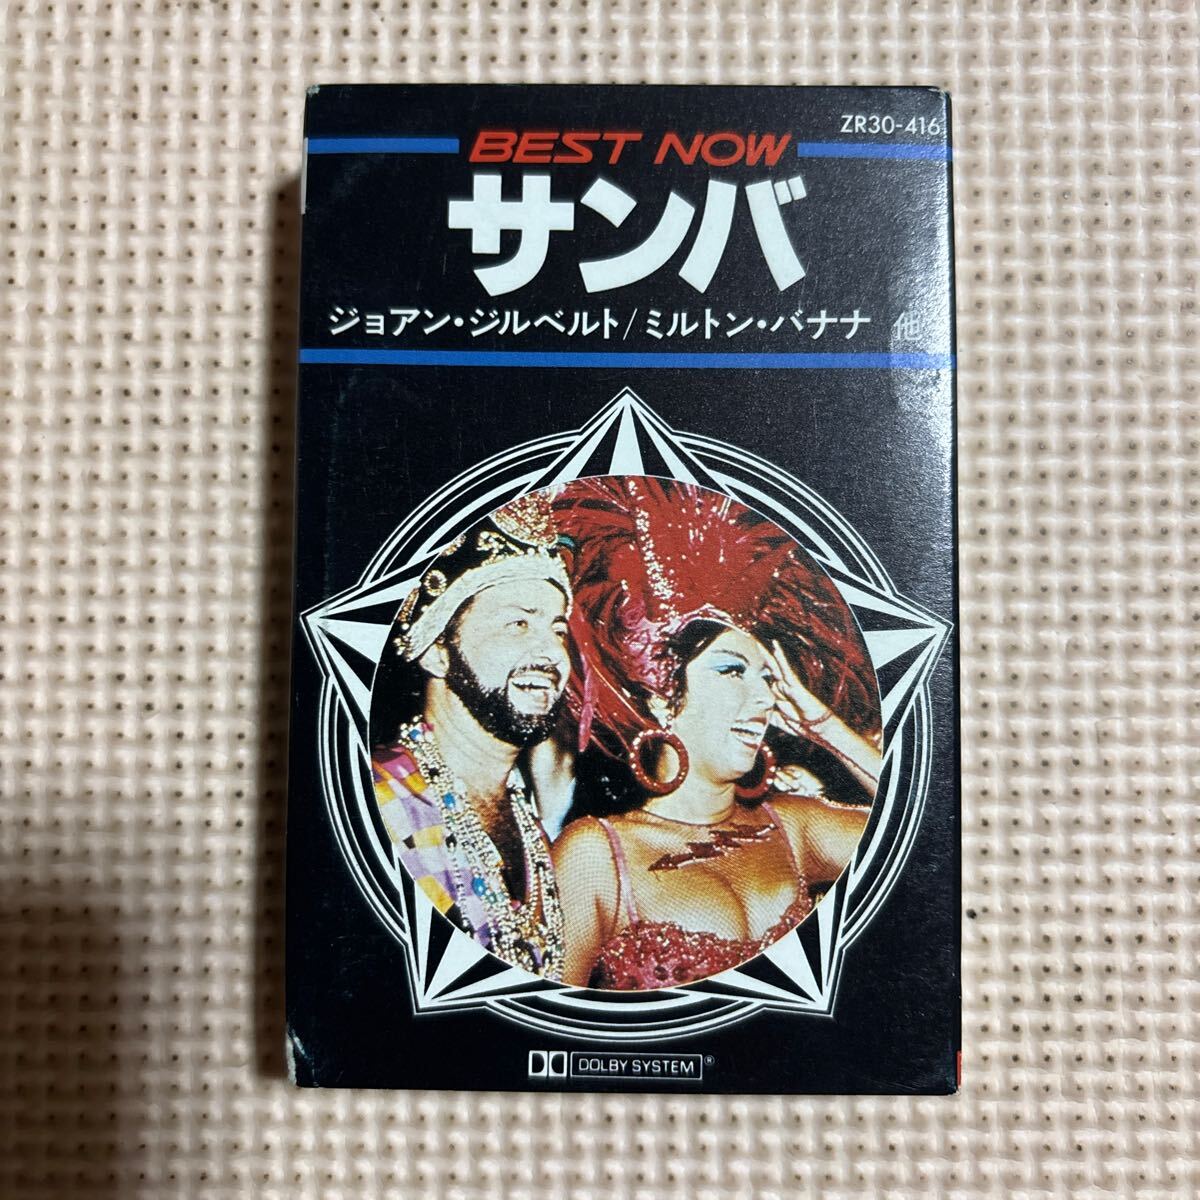 ZR30-416
BEST NOW
サンバ
ジョアン・ジルベルト/ミルトン・バナナ 他
DOLBY SYSTEM®